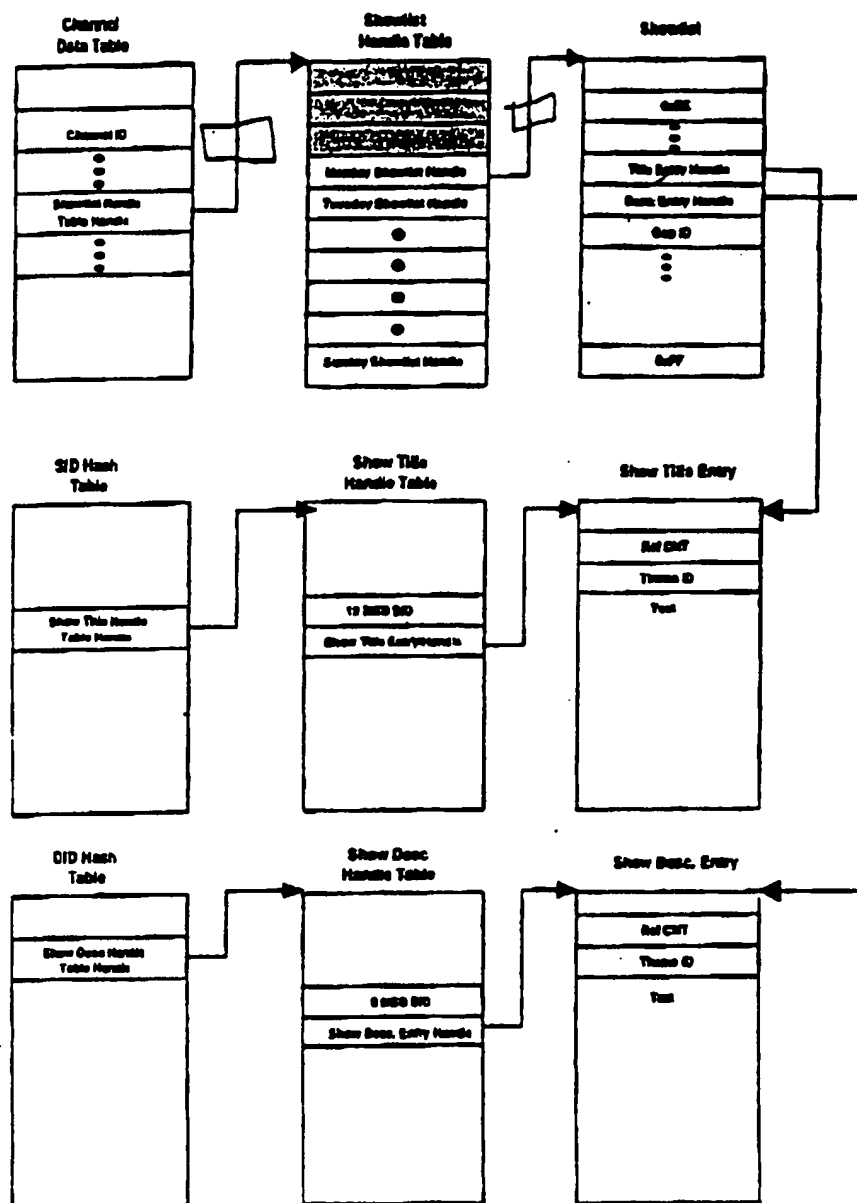 Channel
Data Table
Showlist
Handle Table
Showlist
Channel ID
Showlist Handle
Table Handle
Monday Showlist Handle
Tuesday Showlist Handle
Sunday Showlist Handle
Title Entry Handle
Desc. Entry Handle
Gap ID
0xFF
SID Hash
Table
Show Title
Handle Table
Show Title Entry
Show Title Handle
Table Handle
SID
Show Title Entry Handle
Ref CNT
Theme ID
Text
DID Hash
Table
Show Desc
Handle Table
Show Desc. Entry
Show Desc Handle
Table Handle
Show Desc. Entry Handle
Ref CNT
Theme ID
Text